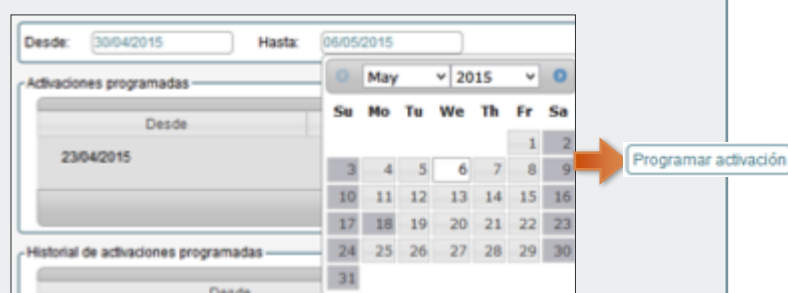 Desde: 30/04/2015 Hasta: 06/05/2015
Activaciones programadas
Desde
23/04/2015
May 2015
Su Mo Tu We Th Fr Sa
1 2
3 4 5 6 7 8 9
10 11 12 13 14 15 16
17 18 19 20 21 22 23
24 25 26 27 28 29 30
31
Programar activación
Historial de activaciones programadas
Desde